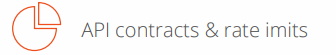 API contracts & rate imits